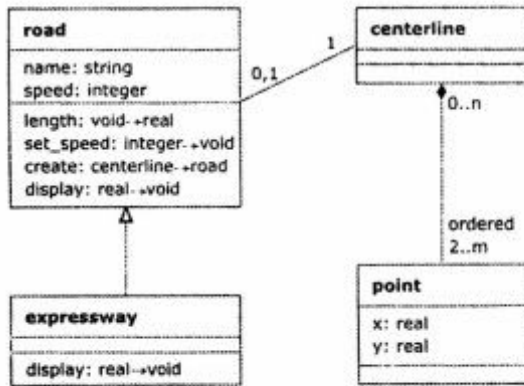 road
name: string
speed: integer
length: void→real
set_speed: integer→void
create: centerline→road
display: real→void
0,1
1
centerline
0..n
ordered
2..m
point
x: real
y: real
expressway
display: real→void